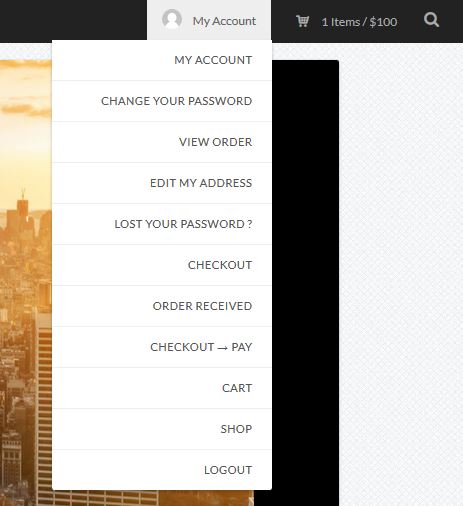 My Account
1 Items / $100
MY ACCOUNT
CHANGE YOUR PASSWORD
VIEW ORDER
EDIT MY ADDRESS
LOST YOUR PASSWORD ?
CHECKOUT
ORDER RECEIVED
CHECKOUT → PAY
CART
SHOP
LOGOUT